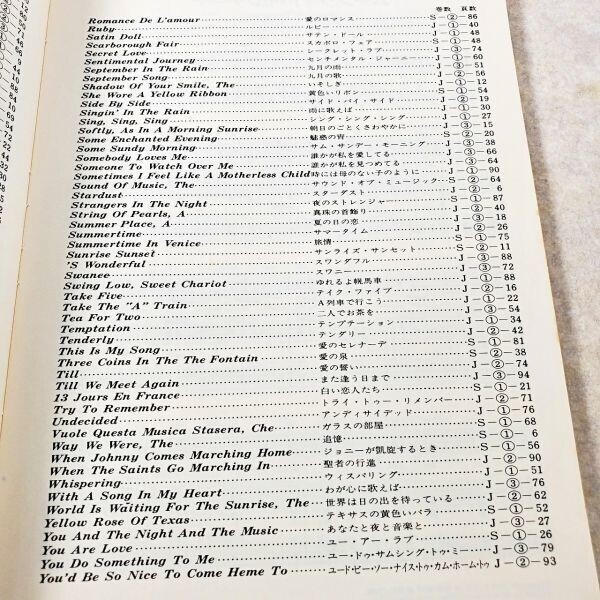 巻数 頁数
Romance De L'amour 愛のロマンス S-②-86
Ruby ルビー J-①-40
Satin Doll サテン・ドール J-①-48
Scarborough Fair スカボロ・フェア S-①-48
Secret Love シークレット・ラブ J-③-74
Sentimental Journey センチメンタル・ジャーニー J-①-60
September In The Rain 九月の雨 J-③-51
September Song 九月の歌 J-②-56
Shadow Of Your Smile, The いそしぎ J-①-12
She Wore A Yellow Ribbon 黄色いリボン S-①-54
Side By Side サイド・バイ・サイド J-②-19
Singin' In The Rain 雨に歌えば J-①-30
Sing, Sing, Sing シング・シング・シング J-①-27
Softly, As In A Morning Sunrise 朝日のごとくさわやかに J-③-15
Some Enchanted Evening 魅惑の宵
Some Sundy Morning サム・サンデー・モーニング J-③-66
Somebody Loves Me 誰かが私を愛してる J-③-38
Someone To Watch Over Me 誰かが私を見つめてる J-③-64
Sometimes I Feel Like A Motherless Child 時には母のない子のように J-①-6
Sound Of Music, The サウンド・オブ・ミュージック S-②-64
Stardust スターダスト J-②-6
Strangers In The Night 夜のストレンジャー S-①-87
String Of Pearls, A 真珠の首飾り J-②-40
Summer Place, A 夏の日の恋 J-③-18
Summertime サマータイム J-②-26
Summertime In Venice 旅情 S-①-75
Sunrise Sunset サンライズ・サンセット S-②-11
'S Wonderful スワンダフル J-③-88
Swanee スワニー J-③-72
Swing Low, Sweet Chariot ゆれるよ幌馬車 J-①-88
Take Five テイク・ファイブ J-②-16
Take The "A" Train A列車で行こう J-①-22
Tea For Two 二人でお茶を J-①-54
Temptation テンプテーション J-①-34
Tenderly テンダリー J-②-42
This Is My Song 愛のセレナーデ S-①-81
Three Coins In The The Fontain 愛の泉 S-②-38
Till 愛の誓い J-②-74
Till We Meet Again また逢う日まで J-③-94
13 Jours En France 白い恋人たち S-①-21
Try To Remember トライ・トゥー・リメンバー J-②-71
Undecided アンディサイデッド J-①-76
Vuole Questa Musica Stasera, Che ガラスの部屋 S-①-68
Way We Were, The 追憶 S-①-6
When Johnny Comes Marching Home ジョニーが凱旋するとき S-②-56
When The Saints Go Marching In 聖者の行進 J-②-90
Whispering ウィスパリング J-①-51
With A Song In My Heart わが心に歌えば J-③-76
World Is Waiting For The Sunrise, The 世界は日の出を待っている J-②-62
Yellow Rose Of Texas テキサスの黄色いバラ S-①-53
You And The Night And The Music あなたと夜と音楽と J-③-27
You Are Love ユー・アー・ラブ J-①-26
You Do Something To Me ユー・ドゥ・サムシング・トゥ・ミー J-③-79
You'd Be So Nice To Come Heme To ユード・ビー・ソー・ナイス・トゥ・カム・ホーム・トゥ J-②-93